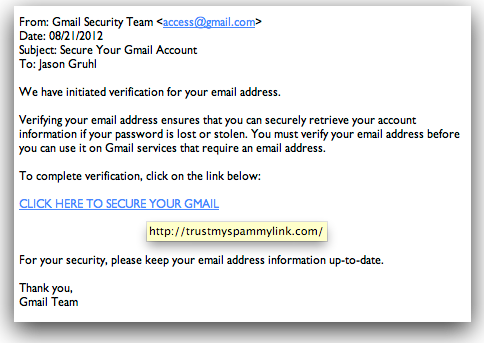 From: Gmail Security Team <access@gmail.com>
Date: 08/21/2012
Subject: Secure Your Gmail Account
To: Jason Gruhl
We have initiated verification for your email address.
Verifying your email address ensures that you can securely retrieve your account
information if your password is lost or stolen. You must verify your email address before
you can use it on Gmail services that require an email address.
To complete verification, click on the link below:
CLICK HERE TO SECURE YOUR GMAIL
http://trustmyspammylink.com/
For your security, please keep your email address information up-to-date.
Thank you,
Gmail Team